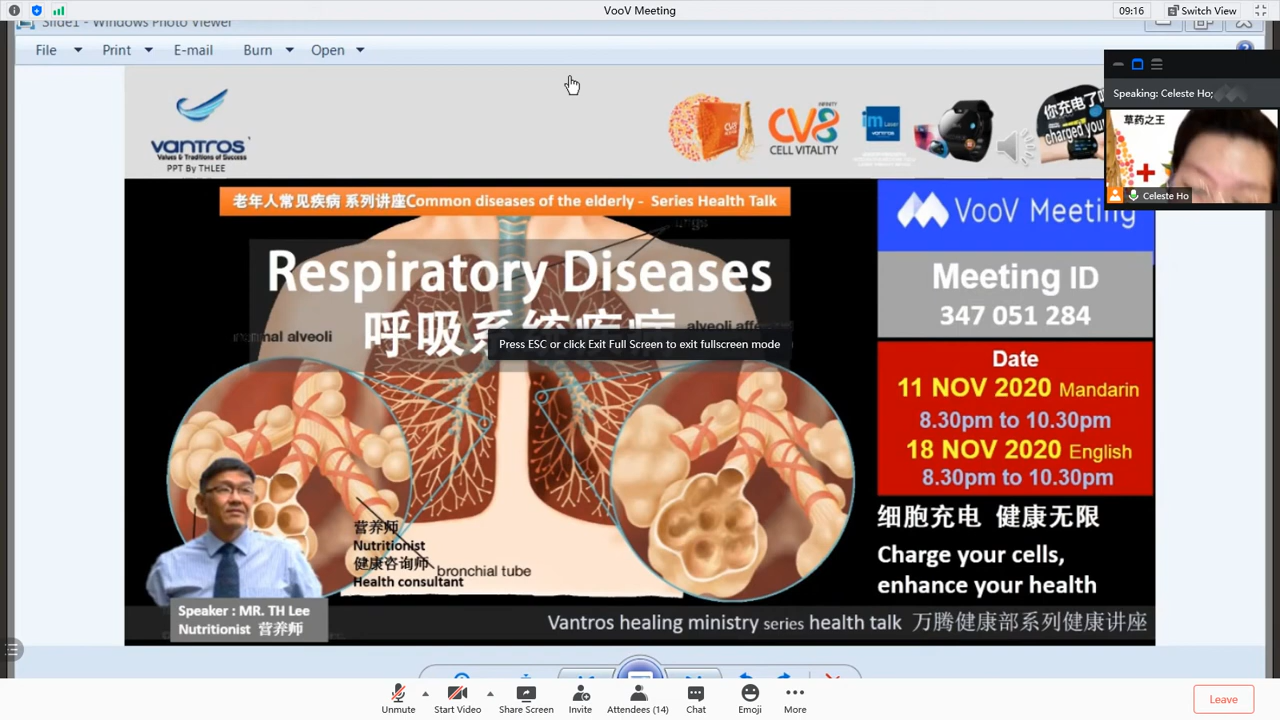 VooV Meeting
09:16
Switch View
Slide1 - Windows Photo Viewer
File
Print
E-mail
Burn
Open
Speaking: Celeste Ho;
草药之王
Celeste Ho
vantros
Values & Traditions of Success
PPT By THLEE
CV8
INFINITY
CV8
CELL VITALITY
im
Laser
vantros
你充电了
charged you
老年人常见疾病 系列讲座Common diseases of the elderly - Series Health Talk
VooV Meeting
Respiratory Diseases
呼吸系统疾病
normal alveoli
Press ESC or click Exit Full Screen to exit fullscreen mode
Meeting ID
347 051 284
Date
11 NOV 2020 Mandarin
8.30pm to 10.30pm
18 NOV 2020 English
8.30pm to 10.30pm
营养师
Nutritionist
健康咨询师
Health consultant
bronchial tube
细胞充电 健康无限
Charge your cells,
enhance your health
Speaker : MR. TH Lee
Nutritionist 营养师
Vantros healing ministry series health talk 万腾健康部系列健康讲座
Unmute
Start Video
Share Screen
Invite
Attendees (14)
Chat
Emoji
More
Leave